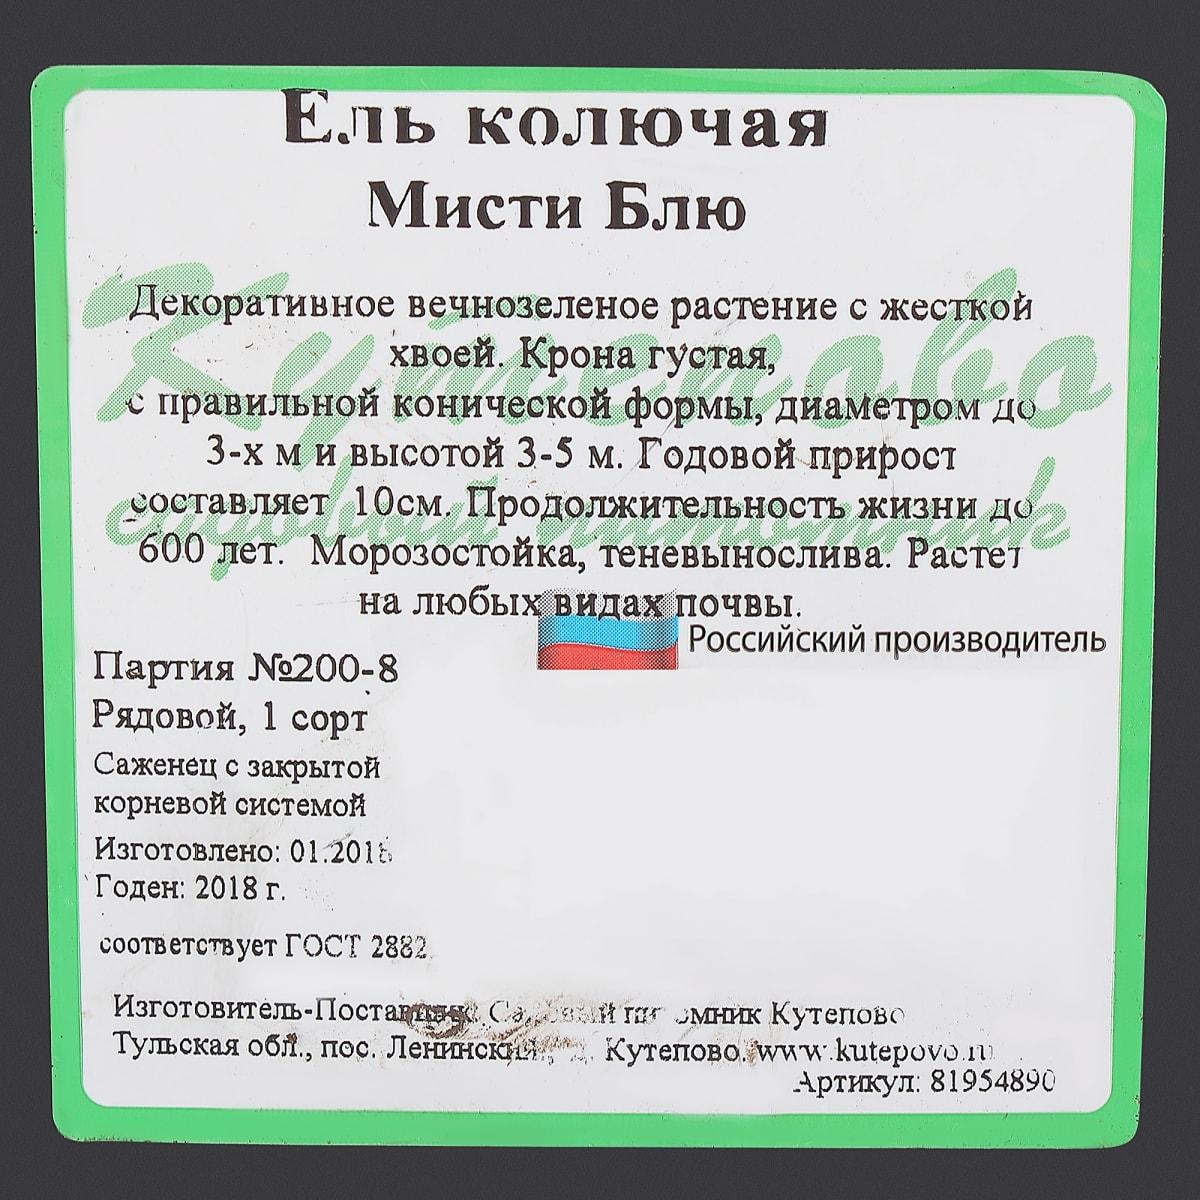 Ель колючая
Мисти Блю
Кутепово
садовый питомник
Декоративное вечнозеленое растение с жесткой
хвоей. Крона густая,
с правильной конической формы, диаметром до
3-х м и высотой 3-5 м. Годовой прирост
составляет 10см. Продолжительность жизни до
600 лет. Морозостойка, теневынослива. Растет
на любых видах почвы.
Российский производитель
Партия №200-8
Рядовой, 1 сорт
Саженец с закрытой
корневой системой
Изготовлено: 01.2018
Годен: 2018 г.
соответствует ГОСТ 2882
Изготовитель-Поставщик: Садовый питомник Кутепово
Тульская обл., пос. Ленинский, д. Кутепово. www.kutepovo.ru
Артикул: 81954890